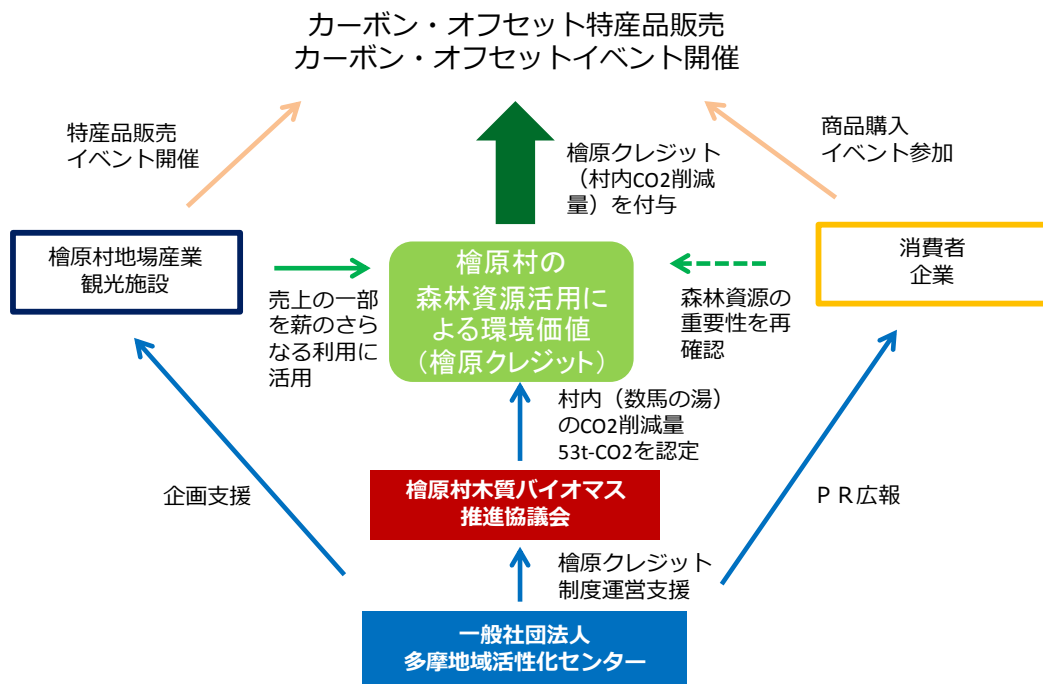 カーボン・オフセット特産品販売
カーボン・オフセットイベント開催
特産品販売
イベント開催
商品購入
イベント参加
檜原クレジット
（村内CO2削減
量）を付与
檜原村地場産業
観光施設
檜原村の
森林資源活用に
よる環境価値
（檜原クレジット）
消費者
企業
売上の一部
を薪のさら
なる利用に
活用
森林資源の
重要性を再
確認
村内（数馬の湯）
のCO2削減量
53t-CO2を認定
企画支援
檜原村木質バイオマス
推進協議会
ＰＲ広報
檜原クレジット
制度運営支援
一般社団法人
多摩地域活性化センター